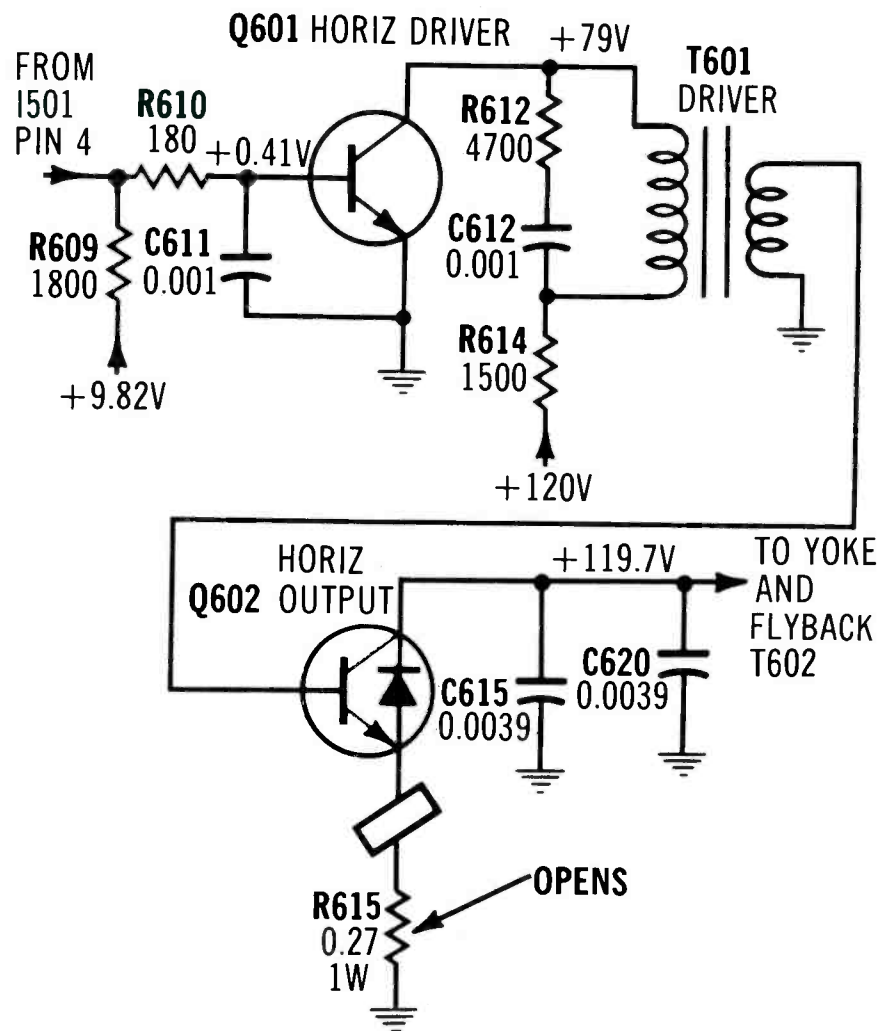 Q601 HORIZ DRIVER
+79V
FROM
I501
PIN 4
R610
180
+0.41V
R612
4700
T601
DRIVER
R609
1800
C611
0.001
C612
0.001
+9.82V
R614
1500
+120V
HORIZ
Q602 OUTPUT
+119.7V
TO YOKE
AND
FLYBACK
T602
C615
0.0039
C620
0.0039
OPENS
R615
0.27
1W